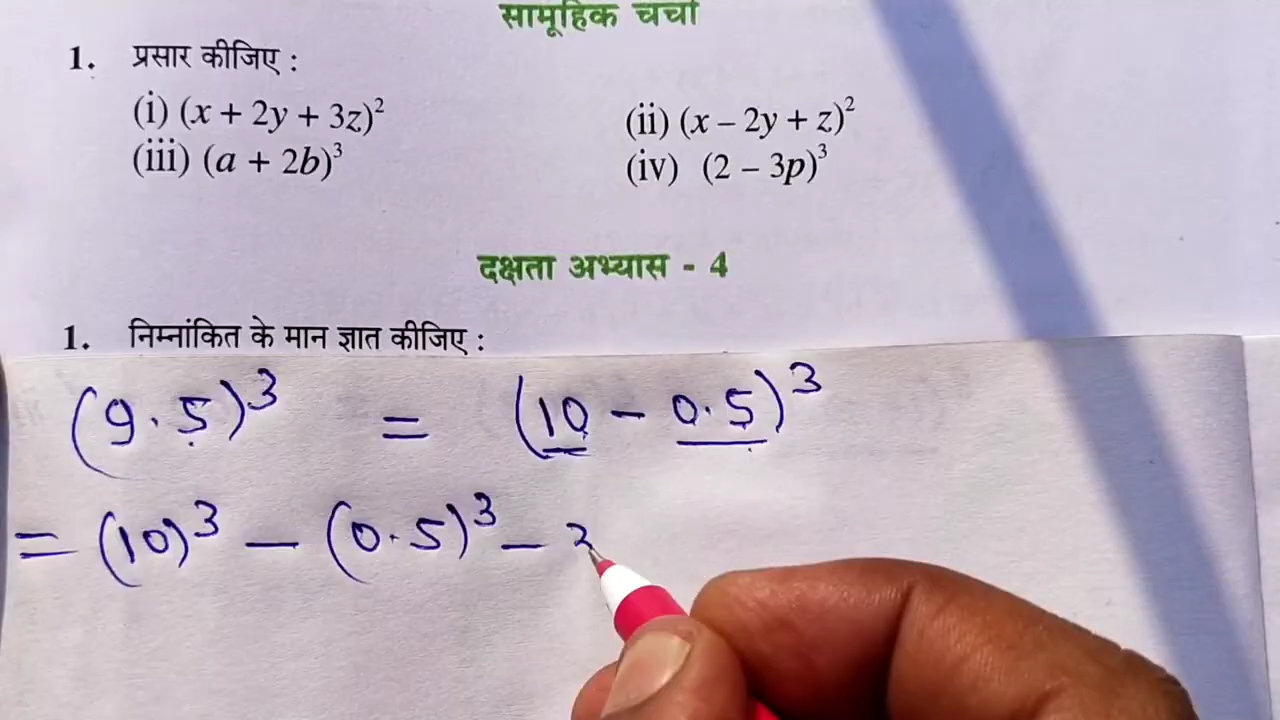 सामूहिक चर्चा
1. प्रसार कीजिए :
(i) (x + 2y + 3z)² (ii) (x – 2y + z)²
(iii) (a + 2b)³ (iv) (2 – 3p)³
दक्षता अभ्यास - 4
1. निम्नांकित के मान ज्ञात कीजिए :
(9.5)³ = (10 – 0.5)³
= (10)³ – (0.5)³ – 3